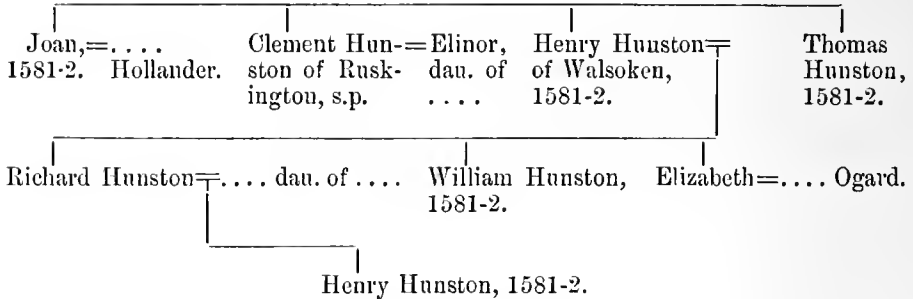 Joan,=.... Clement Hun-=Elinor, Henry Hunston= Thomas
1581-2. Hollander. ston of Rusk- dau. of of Walsoken, Hunston,
ington, s.p. .... 1581-2. 1581-2.
Richard Hunston=.... dau. of .... William Hunston, Elizabeth=.... Ogard.
1581-2.
Henry Hunston, 1581-2.